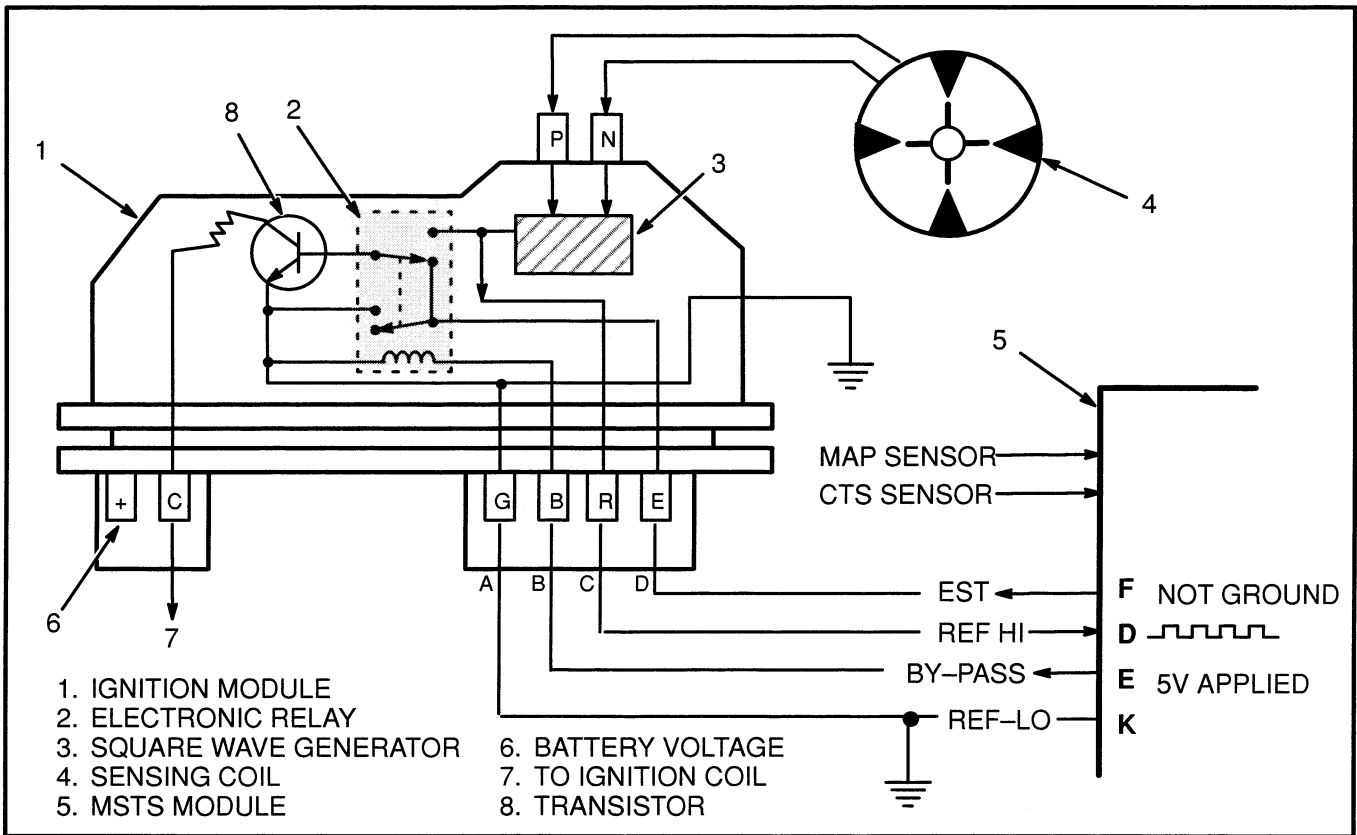 8
2
1
P
N
3
4
5
MAP SENSOR
CTS SENSOR
+
C
G
B
R
E
A
B
C
D
EST
F
NOT GROUND
REF HI
D
BY–PASS
E
5V APPLIED
REF–LO
K
6
7
1. IGNITION MODULE
2. ELECTRONIC RELAY
3. SQUARE WAVE GENERATOR
4. SENSING COIL
5. MSTS MODULE
6. BATTERY VOLTAGE
7. TO IGNITION COIL
8. TRANSISTOR